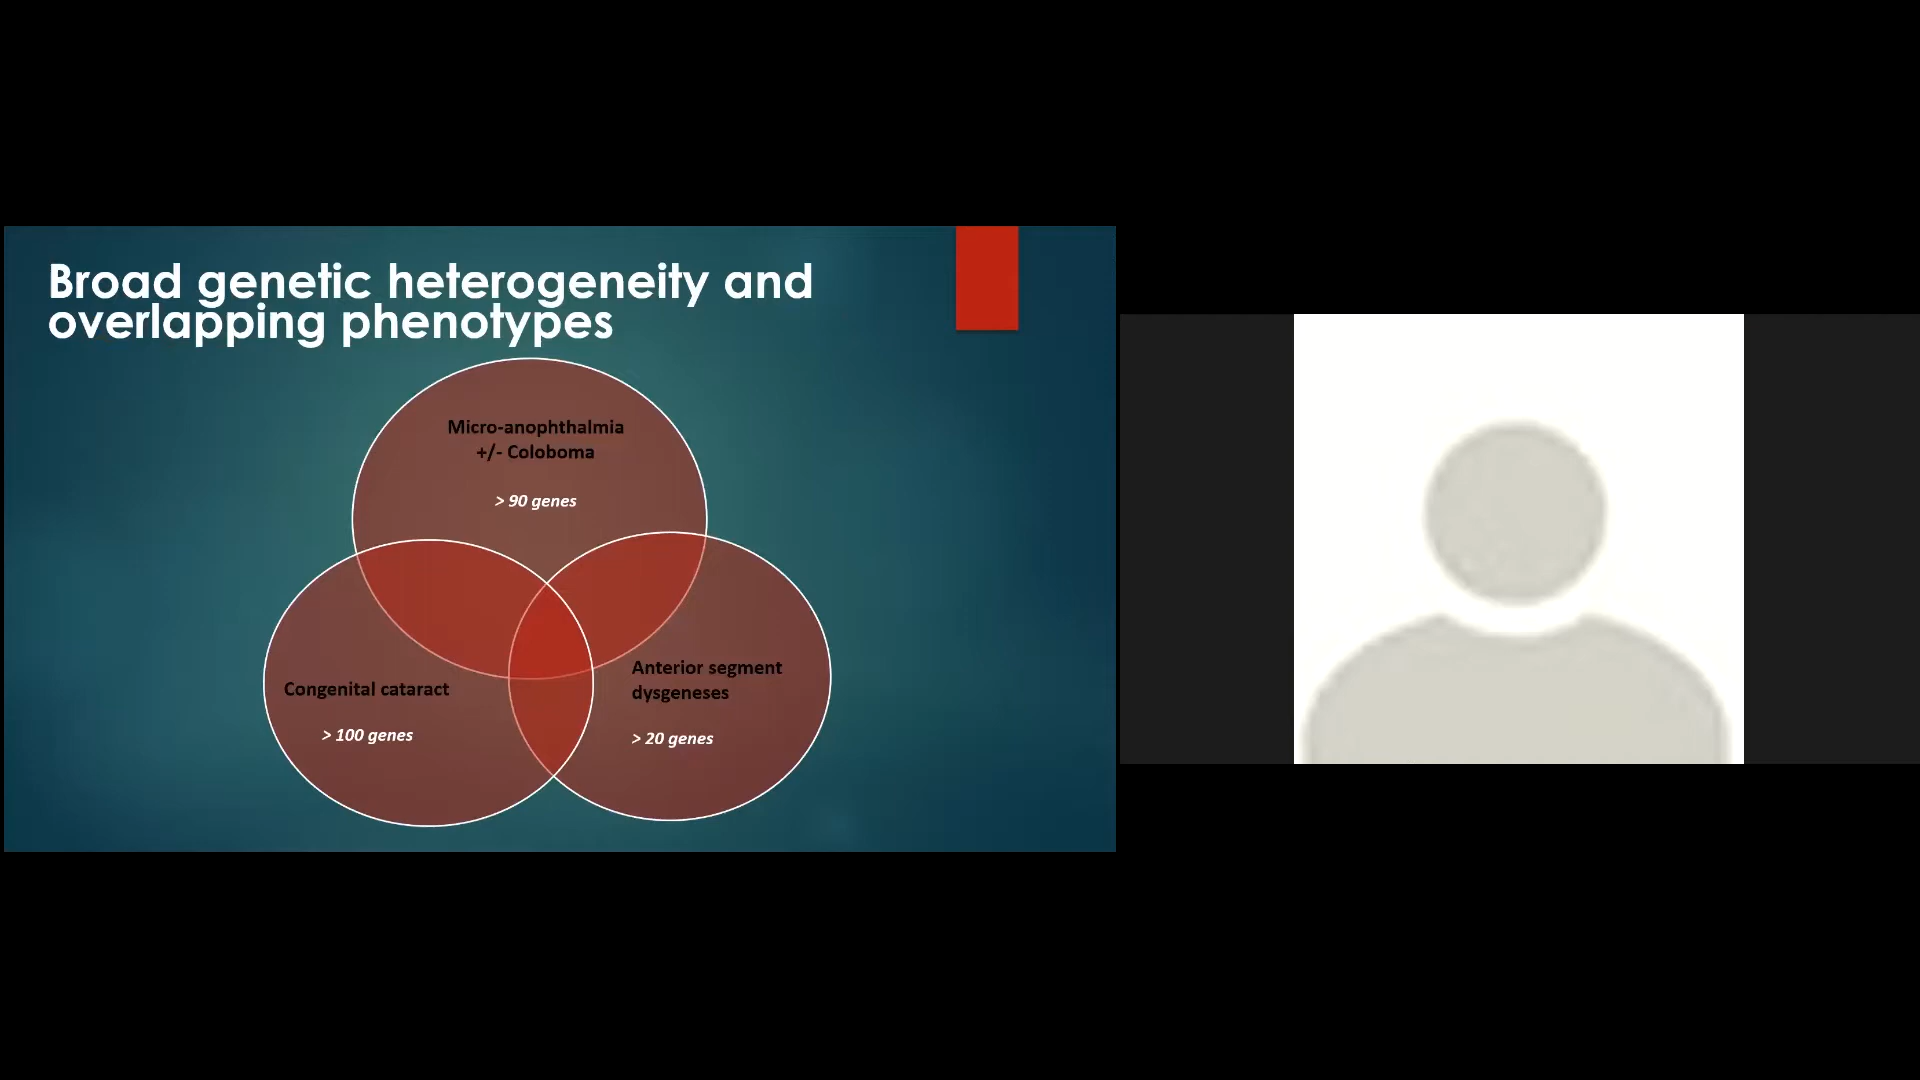 Broad genetic heterogeneity and
overlapping phenotypes
Micro-anophthalmia
+/- Coloboma
> 90 genes
Congenital cataract
> 100 genes
Anterior segment
dysgeneses
> 20 genes